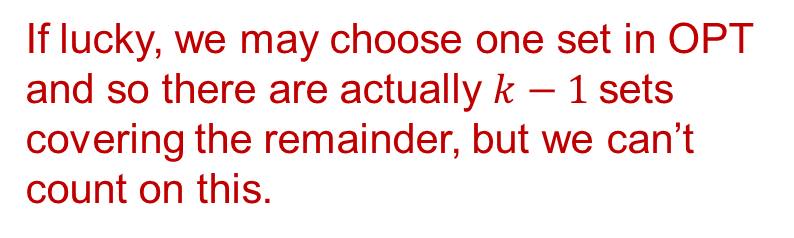 If lucky, we may choose one set in OPT
and so there are actually k − 1 sets
covering the remainder, but we can’t
count on this.